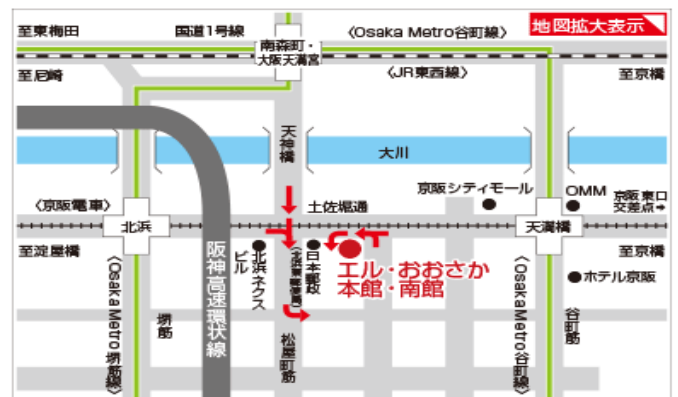 至東梅田
国道1号線
〈Osaka Metro谷町線〉
地図拡大表示
南森町・
大阪天満宮
至尼崎
〈JR東西線〉
至京橋
天神橋
大川
京阪シティモール
OMM
〈京阪電車〉
土佐堀通
京阪東口
交差点→
北浜
天満橋
至淀屋橋
至京橋
阪神高速環状線
北浜ネクス
ビル
(北浜東郵便局)
日本郵政
エル・おおさか
本館・南館
ホテル京阪
〈Osaka Metro 堺筋線〉
堺筋
松屋町筋
〈Osaka Metro谷町線〉
谷町筋